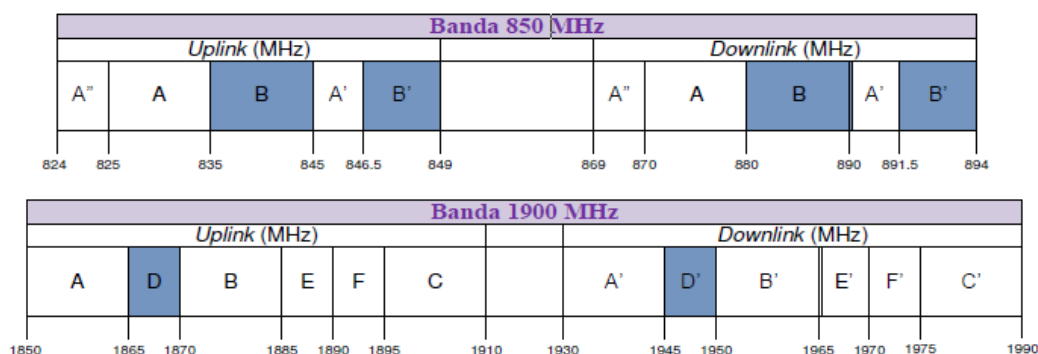 Banda 850 MHz
Uplink (MHz) Downlink (MHz)
A" A B A' B' A" A B A' B'
824 825 835 845 846.5 849 869 870 880 890 891.5 894
Banda 1900 MHz
Uplink (MHz) Downlink (MHz)
A D B E F C A' D' B' E' F' C'
1850 1865 1870 1885 1890 1895 1910 1930 1945 1950 1965 1970 1975 1990